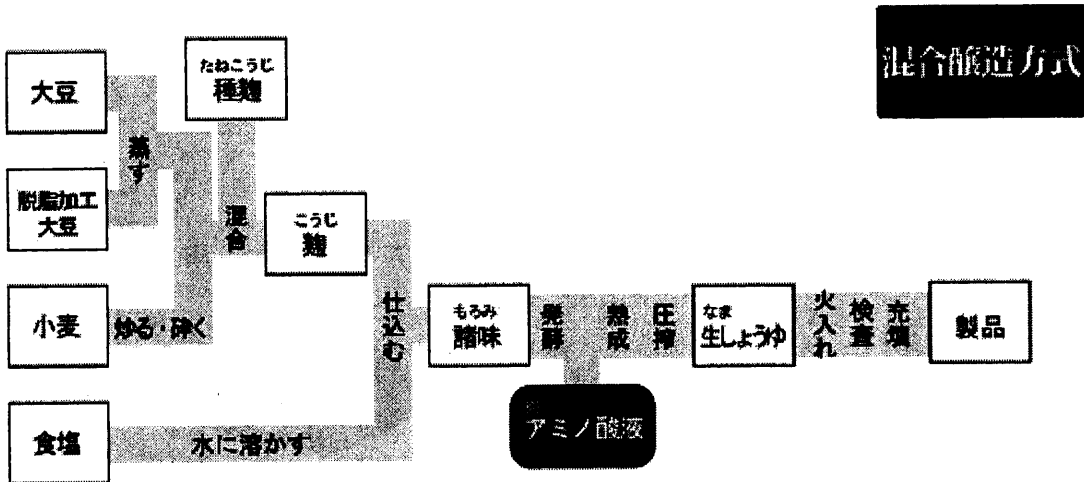 混合醸造方式
大豆
たねこうじ
種麹
蒸す
脱脂加工
大豆
混合
こうじ
麹
小麦
炒る・砕く
仕込む
もろみ
諸味
発酵
熟成
圧搾
なま
生しょうゆ
火入れ
検査
充填
製品
アミノ酸液
食塩
水に溶かす